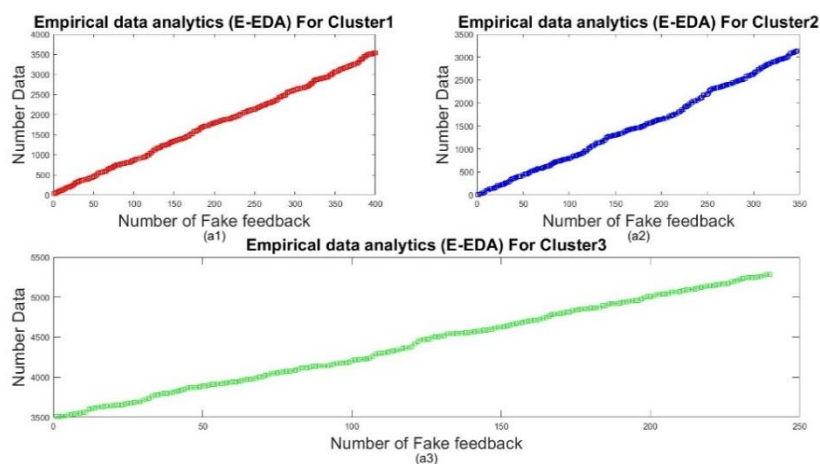 Empirical data analytics (E-EDA) For Cluster1
4000
3500
3000
2500
2000
1500
1000
500
0
Number Data
0 50 100 150 200 250 300 350 400
Number of Fake feedback
(a1)
Empirical data analytics (E-EDA) For Cluster2
3500
3000
2500
2000
1500
1000
500
0
Number Data
0 50 100 150 200 250 300 350
Number of Fake feedback
(a2)
Empirical data analytics (E-EDA) For Cluster3
5500
5000
4500
4000
3500
Number Data
0 50 100 150 200 250
Number of Fake feedback
(a3)